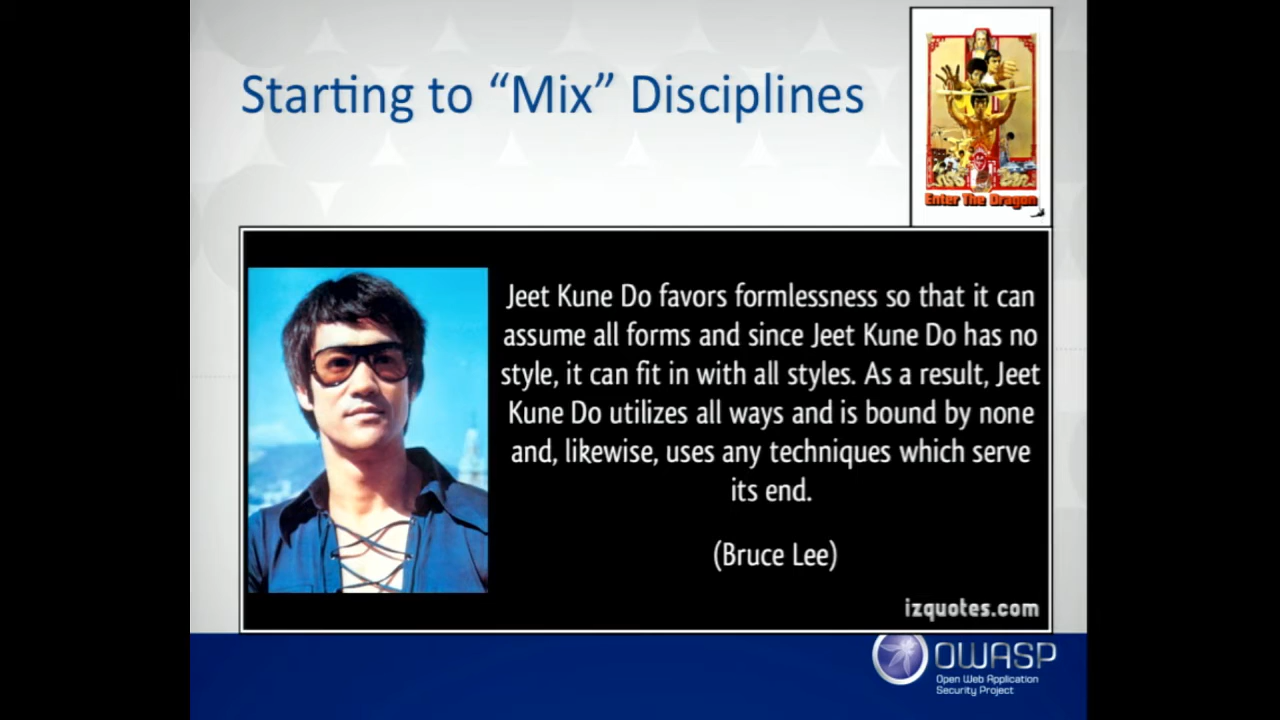 Starting to “Mix” Disciplines
Enter The Dragon
Jeet Kune Do favors formlessness so that it can
assume all forms and since Jeet Kune Do has no
style, it can fit in with all styles. As a result, Jeet
Kune Do utilizes all ways and is bound by none
and, likewise, uses any techniques which serve
its end.
(Bruce Lee)
izquotes.com
OWASP
Open Web Application
Security Project